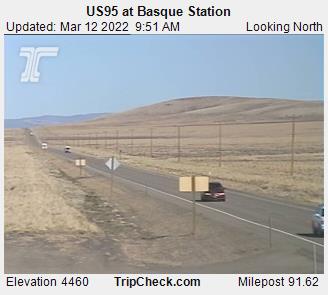 US95 at Basque Station
Updated: Mar 12 2022 9:51 AM Looking North
Elevation 4460 TripCheck.com Milepost 91.62